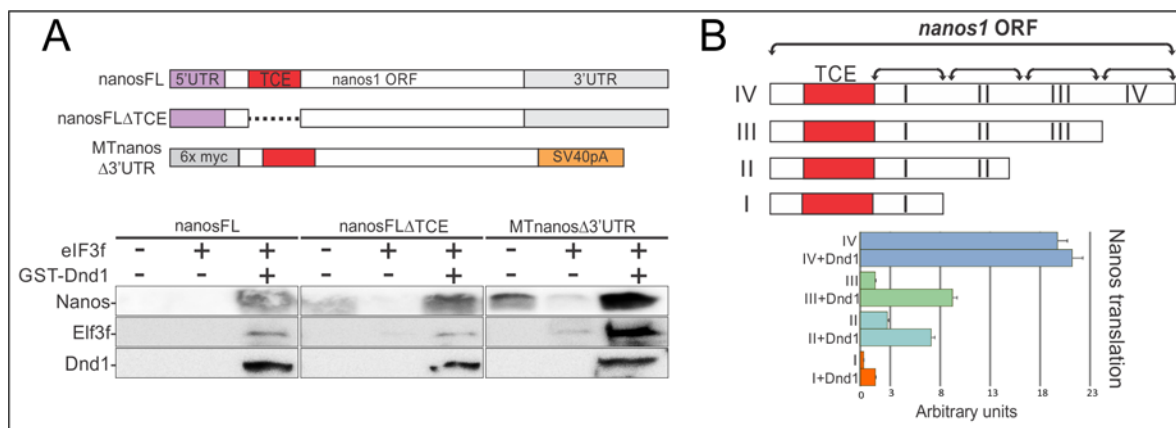 A
nanosFL 5'UTR TCE nanos1 ORF 3'UTR
nanosFLΔTCE
MTnanos 6x myc SV40pA
Δ3'UTR
nanosFL nanosFLΔTCE MTnanosΔ3'UTR
eIF3f - + + - + + - + +
GST-Dnd1 - - + - - + - - +
Nanos-
EIf3f-
Dnd1-
B
nanos1 ORF
TCE
IV I II III IV
III I II III
II I II
I I
IV
IV+Dnd1
III
III+Dnd1
II
II+Dnd1
I
I+Dnd1
0 3 8 13 18 23
Arbitrary units
Nanos translation